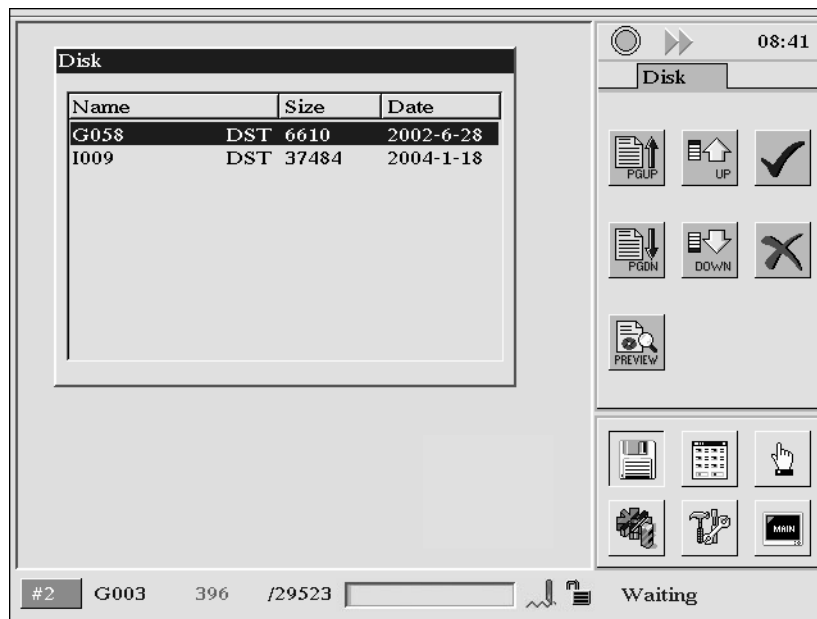 08:41
Disk
Disk
Name Size Date
G058 DST 6610 2002-6-28
I009 DST 37484 2004-1-18
PGUP UP
PGDN DOWN
PREVIEW
MAIN
#2 G003 396 /29523 Waiting